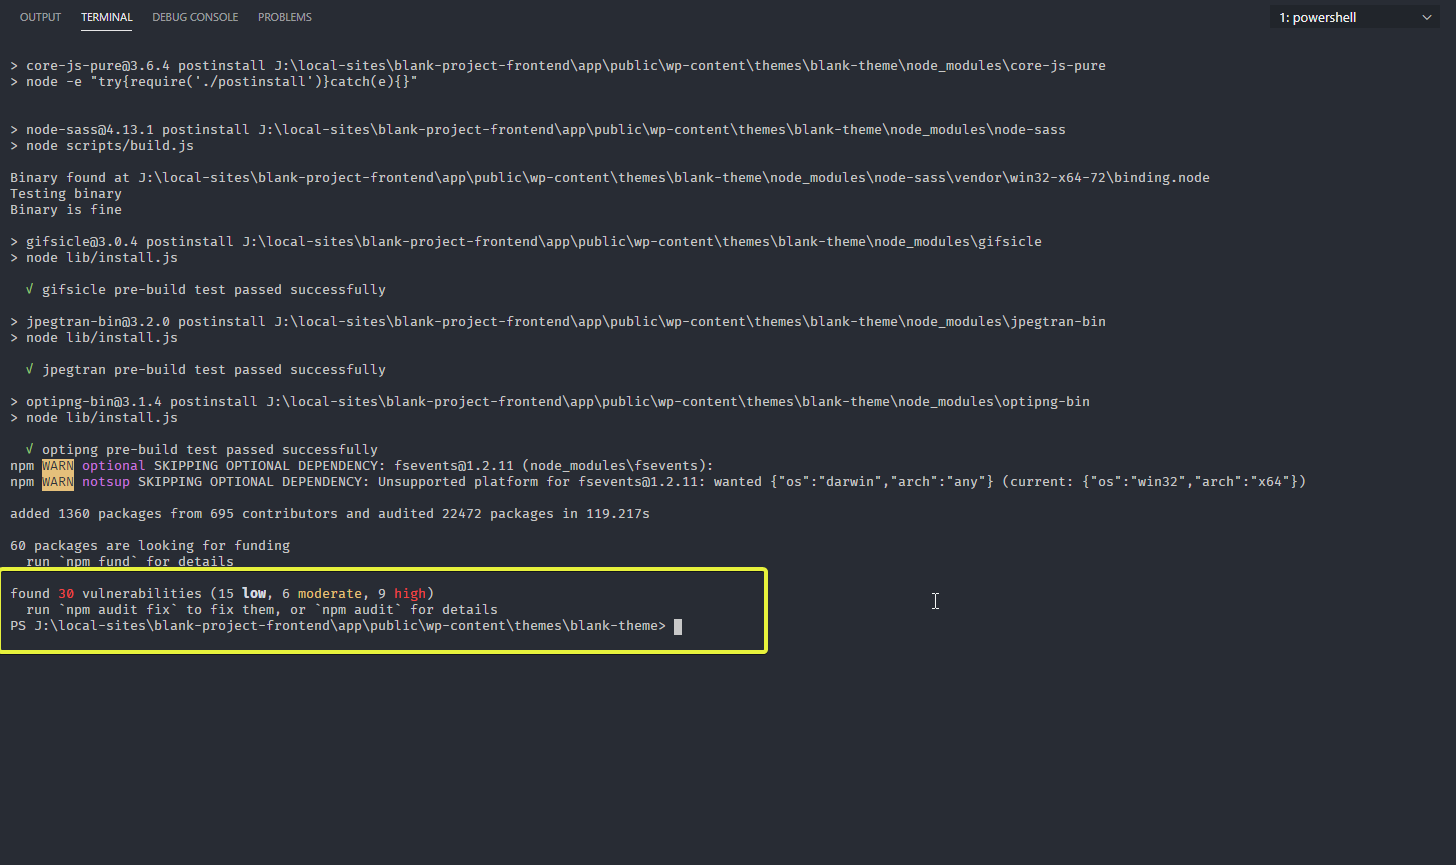 OUTPUT TERMINAL DEBUG CONSOLE PROBLEMS 1: powershell
> core-js-pure@3.6.4 postinstall J:\local-sites\blank-project-frontend\app\public\wp-content\themes\blank-theme\node_modules\core-js-pure
> node -e "try{require('./postinstall')}catch(e){}"
> node-sass@4.13.1 postinstall J:\local-sites\blank-project-frontend\app\public\wp-content\themes\blank-theme\node_modules\node-sass
> node scripts/build.js
Binary found at J:\local-sites\blank-project-frontend\app\public\wp-content\themes\blank-theme\node_modules\node-sass\vendor\win32-x64-72\binding.node
Testing binary
Binary is fine
> gifsicle@3.0.4 postinstall J:\local-sites\blank-project-frontend\app\public\wp-content\themes\blank-theme\node_modules\gifsicle
> node lib/install.js
√ gifsicle pre-build test passed successfully
> jpegtran-bin@3.2.0 postinstall J:\local-sites\blank-project-frontend\app\public\wp-content\themes\blank-theme\node_modules\jpegtran-bin
> node lib/install.js
√ jpegtran pre-build test passed successfully
> optipng-bin@3.1.4 postinstall J:\local-sites\blank-project-frontend\app\public\wp-content\themes\blank-theme\node_modules\optipng-bin
> node lib/install.js
√ optipng pre-build test passed successfully
npm WARN optional SKIPPING OPTIONAL DEPENDENCY: fsevents@1.2.11 (node_modules\fsevents):
npm WARN notsup SKIPPING OPTIONAL DEPENDENCY: Unsupported platform for fsevents@1.2.11: wanted {"os":"darwin","arch":"any"} (current: {"os":"win32","arch":"x64"})
added 1360 packages from 695 contributors and audited 22472 packages in 119.217s
60 packages are looking for funding
run `npm fund` for details
found 30 vulnerabilities (15 low, 6 moderate, 9 high)
run `npm audit fix` to fix them, or `npm audit` for details
PS J:\local-sites\blank-project-frontend\app\public\wp-content\themes\blank-theme>